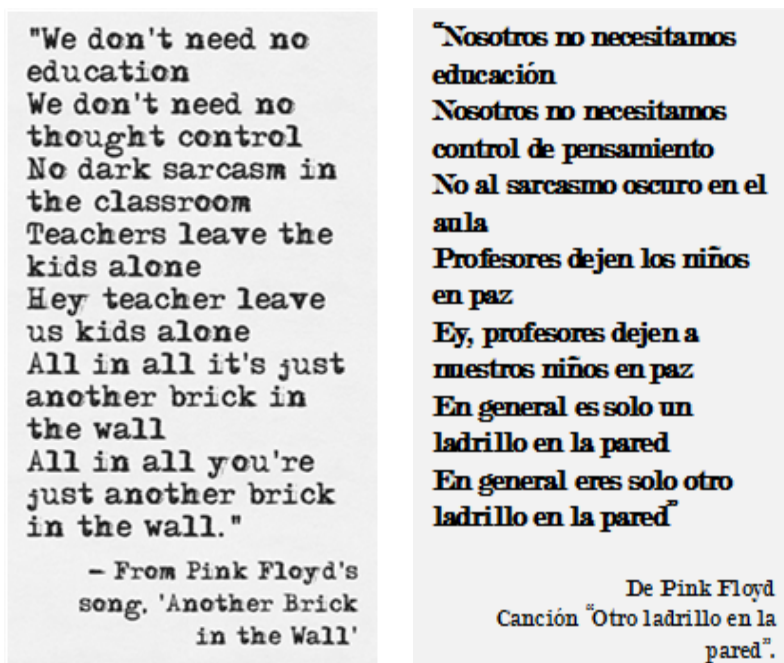 "We don't need no
education
We don't need no
thought control
No dark sarcasm in
the classroom
Teachers leave the
kids alone
Hey teacher leave
us kids alone
All in all it's just
another brick in
the wall
All in all you're
just another brick
in the wall."
– From Pink Floyd's
song, 'Another Brick
in the Wall'
“Nosotros no necesitamos
educación
Nosotros no necesitamos
control de pensamiento
No al sarcasmo oscuro en el
aula
Profesores dejen los niños
en paz
Ey, profesores dejen a
nuestros niños en paz
En general es solo un
ladrillo en la pared
En general eres solo otro
ladrillo en la pared”
De Pink Floyd
Canción “Otro ladrillo en la
pared”.